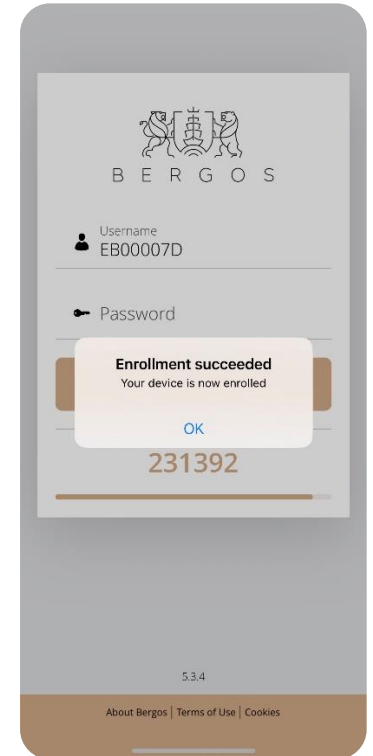 BERGOS
Username
EB00007D
Password
Enrollment succeeded
Your device is now enrolled
OK
231392
5.3.4
About Bergos | Terms of Use | Cookies